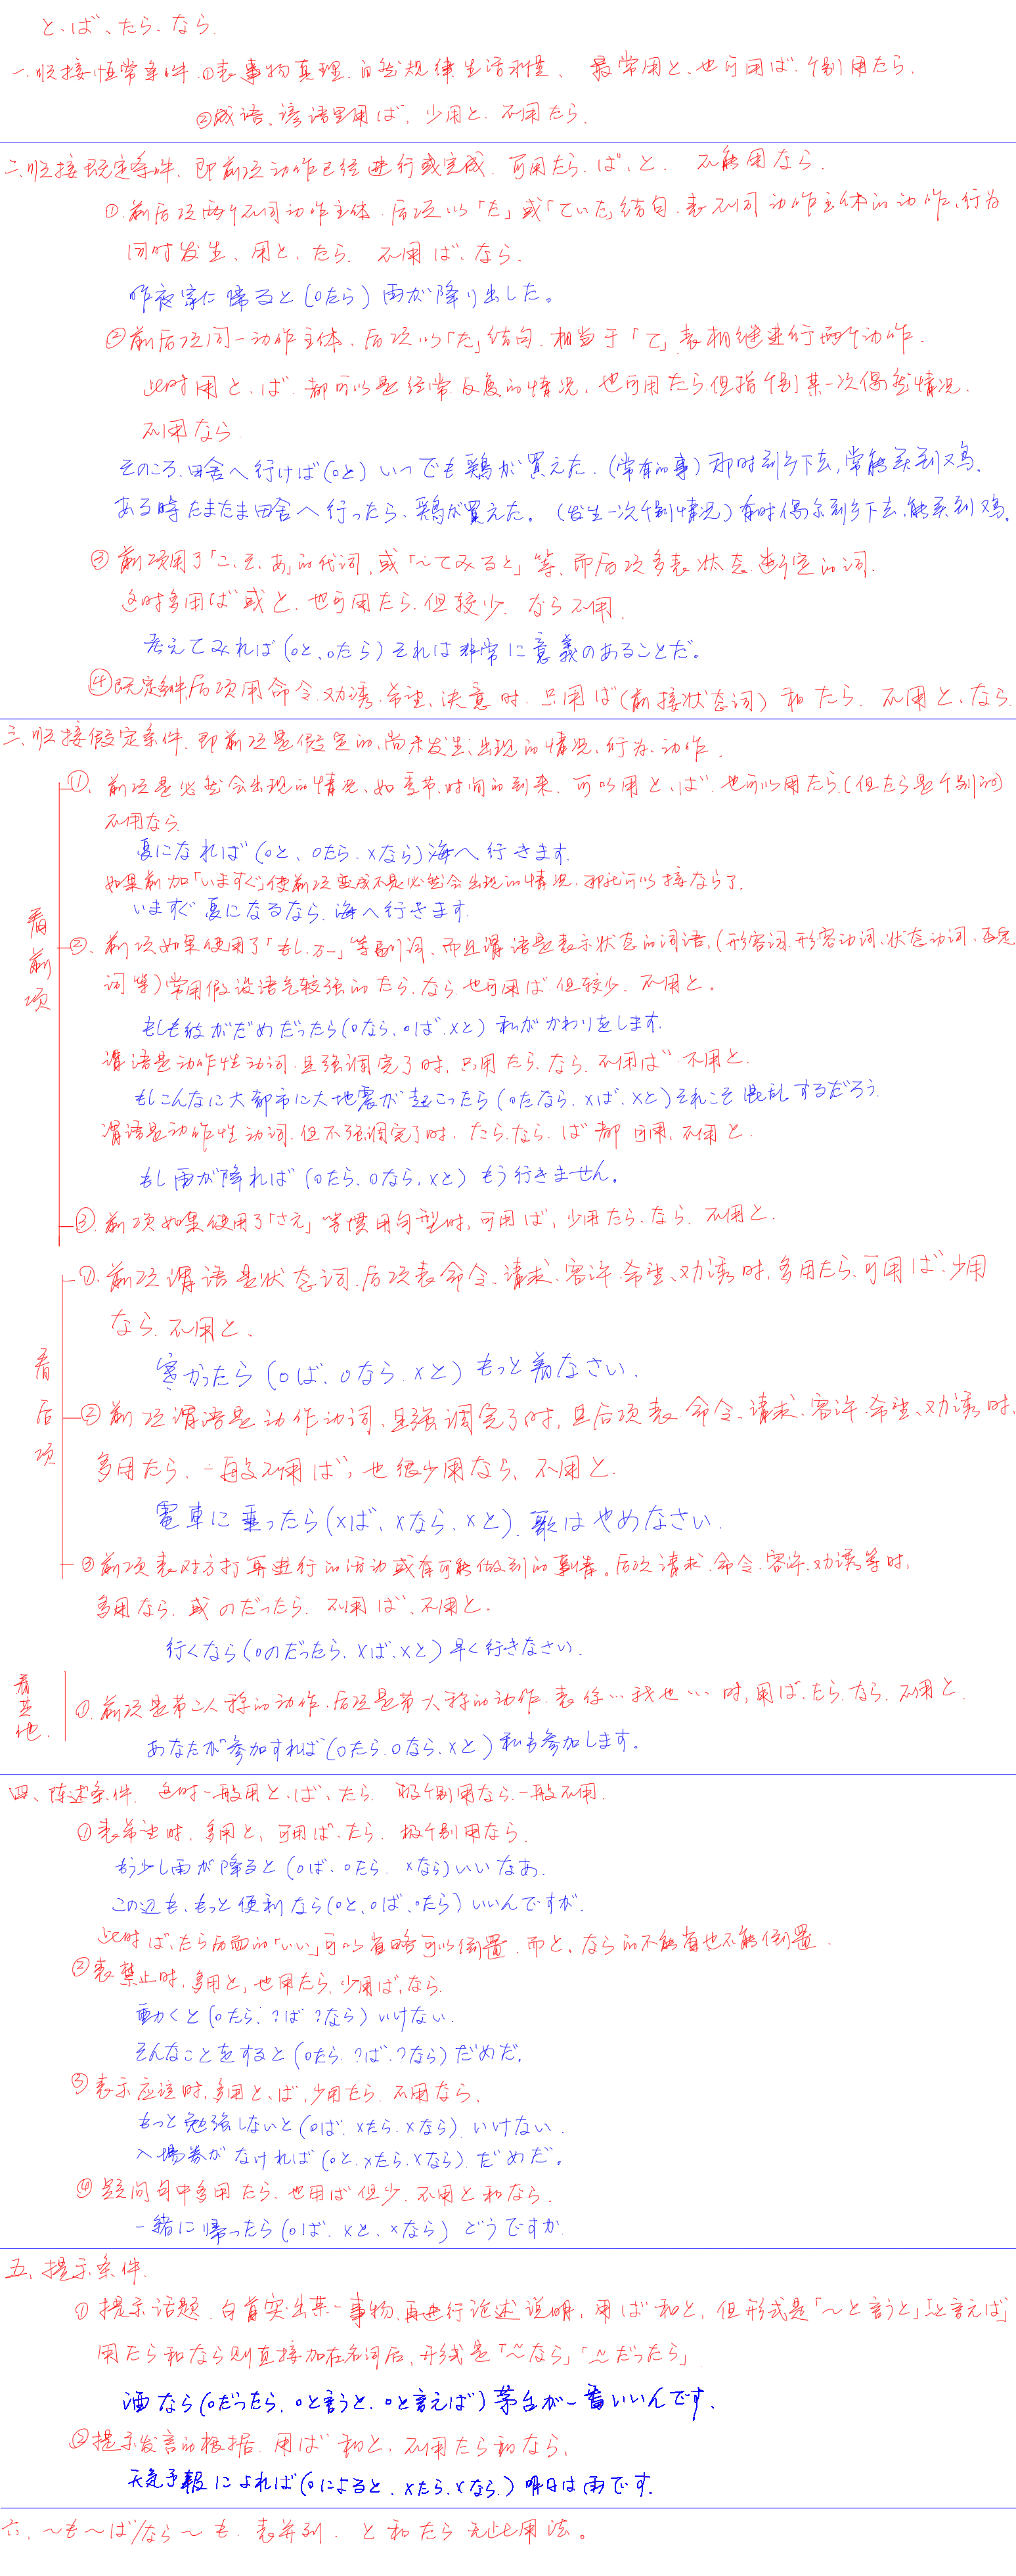 と、ば、たら、なら.
一.顺接恒常条件.①表事物真理.自然规律.生活习惯、 最常用と、也可用ば.个别用たら.
②成语、谚语里用ば, 少用と.不用たら.
二.顺接既定条件、即前项动作已经进行或完成.可用たら、ば、と. 不能用なら.
①.前后项两个不同动作主体.后项以「た」或「ていた」结句.表不同动作主体的动作、行为
同时发生、用と、たら. 不用ば、なら.
昨夜家に帰ると(○たら)雨が降り出した。
②前后项同一动作主体、后项以「た」结句.相当于「て」.表相继进行两个动作.
此时用と、ば.都可以是经常反复的情况、也可用たら.但指个别某一次偶然情况.
不用なら.
そのころ.田舎へ行けば(○と)いつでも鶏が買えた.(常有的事)那时到乡下去,常能买到鸡.
ある時たまたま田舎へ行ったら、鶏が買えた。(发生一次个别情况)有时偶尔到乡下去.能买到鸡.
③前项用了「こ、そ、あ」的代词.或「~てみると」等.而后项多表状态断定的词.
这时多用ば或と.也可用たら.但较少.なら不用.
考えてみれば(○と、○たら)それは非常に意義のあることだ。
④既定条件后项用命令.劝诱.希望、决意时.只用ば(前接状态词)和たら. 不用と、なら.
三.顺接假定条件.即前项是假定的、尚未发生、出现的情况、行为、动作.
看前项
①、前项是必然会出现的情况、如季节.时间的到来.可以用と、ば.也可以用たら.(但たら是个别的)
不用なら.
夏になれば(○と、○たら.×なら)海へ行きます.
如果前加「いますぐ」使前项变成不是必然会出现的情况.那就可以接なら了.
いますぐ夏になるなら、海へ行きます.
②、前项如果使用了「もし.万一」等副词、而且谓语是表示状态的词语,(形容词.形容动词、状态动词、否定
词等)常用假设语气较强的たら、なら.也可用ば.但较少. 不用と。
もしも彼がだめだったら(○なら、○ば.×と)私がかわりをします.
谓语是动作性动词.且强调完了时.只用たら、なら.不用ば.不用と.
もしこんなに大都市に大地震が起こったら(○たなら.×ば、×と)それこそ混乱するだろう.
谓语是动作性动词.但不强调完了时. たら、なら、ば都可用.不用と.
もし雨が降れば(○たら、○なら.×と)もう行きません。
③.前项如果使用了「さえ」等惯用句型时,可用ば,少用たら、なら.不用と.
看后项
①.前项谓语是状态词.后项表命令、请求、容许.希望、劝诱时.多用たら.可用ば.少用
なら.不用と、
寒かったら(○ば、○なら.×と)もっと着なさい.
②前项谓语是动作动词.且强调完了时,且后项表命令、请求、容许.希望、劝诱时.
多用たら、一般不用ば,也很少用なら、不用と.
電車に乗ったら(×ば、×なら、×と).歌はやめなさい.
③前项表对方打算进行的活动或有可能做到的事情。后项请求.命令.容许.劝诱等时,
多用なら.或のだったら. 不用ば、不用と.
行くなら(○のだったら、×ば、×と)早く行きなさい.
看其他.
①.前项是第二人称的动作.后项是第一人称的动作.表你…我也…时,用ば、たら、なら.不用と.
あなたが参加すれば(○たら.○なら.×と)私も参加します。
四、陈述条件. 这时一般用と、ば、たら. 极个别用なら.一般不用.
①表希望时.多用と,可用ば、たら. 极个别用なら.
もう少し雨が降ると(○ば、○たら.×なら)いいなあ.
この辺も、もっと便利なら(○と、○ば、○たら)いいんですが.
此时ば、たら后面的「いい」可以省略可以倒置.而と、なら的不能省也不能倒置.
②表禁止时.多用と,也用たら.少用ば,なら.
動くと(○たら、?ば?なら)いけない.
そんなことをすると(○たら.?ば.?なら)だめだ.
③.表示应该时,多用と、ば,少用たら.不用なら.
もっと勉強しないと(○ば.×たら.×なら)いけない.
入場券がなければ(○と.×たら.×なら).だめだ。
④疑问句中多用たら、也用ば但少.不用と和なら.
一緒に帰ったら(○ば.×と、×なら)どうですか.
五、提示条件.
①提示话题.白首突出某一事物.再进行论述说明,用ば和と,但形式是「~と言うと」「と言えば」
用たら和なら则直接加在名词后,形式是「~なら」「~だったら」.
酒なら(○だったら.○と言うと.○と言えば)茅台が一番いいんです.
②提示发言的根据.用ば和と、不用たら和なら、
天気予報によれば(○によると.×たら.×なら.)明日は雨です.
六、~も~ば/なら~も.表并列. と和たら无此用法。